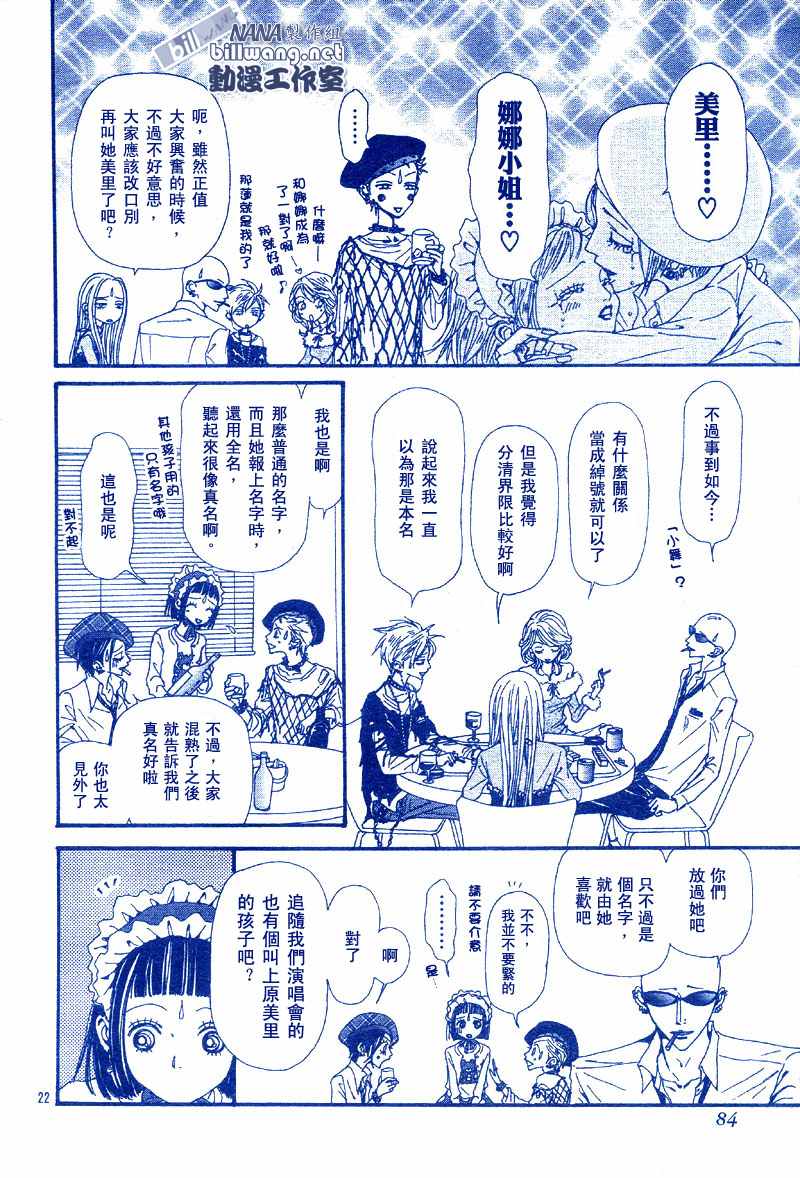 NANA製作組
billwang.net
動漫工作室
bill
美里……♡
娜娜小姐…♡
…
什麼嘛—
和娜娜成為
了一對了啊
那就好啦♪
那蓮就是我的了
呃，雖然正值
大家興奮的時候，
不過不好意思，
大家應該改口別
再叫她美里了吧？
不過事到如今…
「小舞」？
有什麼關係
當成綽號就可以了
但是我覺得
分清界限比較好啊
說起來我一直
以為那是本名
我也是啊
那麼普通的名字，
而且她報上名字時，
還用全名，
聽起來很像真名啊。
其他孩子用的
只有名字哦
這也是呢
對不起
不過，大家
混熟了之後
就告訴我們
真名好啦
你也太
見外了
你們
放過她吧
只不過是
個名字，
就由她
喜歡吧
不不，
我並不要緊的
請不要介意
………
是
啊
對了
追隨我們演唱會的
也有個叫上原美里
的孩子吧？
22
84